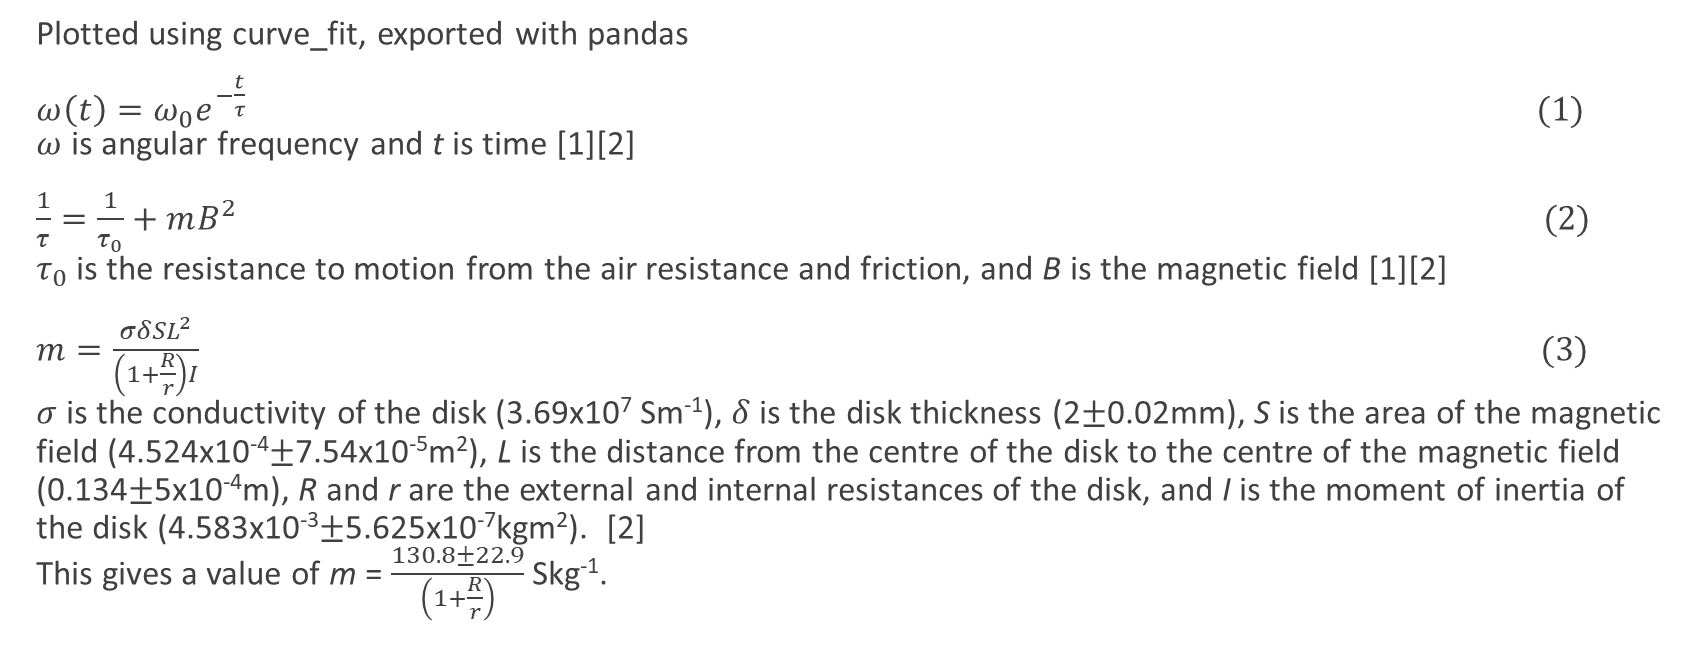 Plotted using curve_fit, exported with pandas
ω(t) = ω₀e^(−t/τ) (1)
ω is angular frequency and t is time [1][2]
1/τ = 1/τ₀ + mB² (2)
τ₀ is the resistance to motion from the air resistance and friction, and B is the magnetic field [1][2]
m = σδSL²/((1+R/r)I) (3)
σ is the conductivity of the disk (3.69x10⁷ Sm⁻¹), δ is the disk thickness (2±0.02mm), S is the area of the magnetic
field (4.524x10⁻⁴±7.54x10⁻⁵m²), L is the distance from the centre of the disk to the centre of the magnetic field
(0.134±5x10⁻⁴m), R and r are the external and internal resistances of the disk, and I is the moment of inertia of
the disk (4.583x10⁻³±5.625x10⁻⁷kgm²). [2]
This gives a value of m = (130.8±22.9)/(1+R/r) Skg⁻¹.